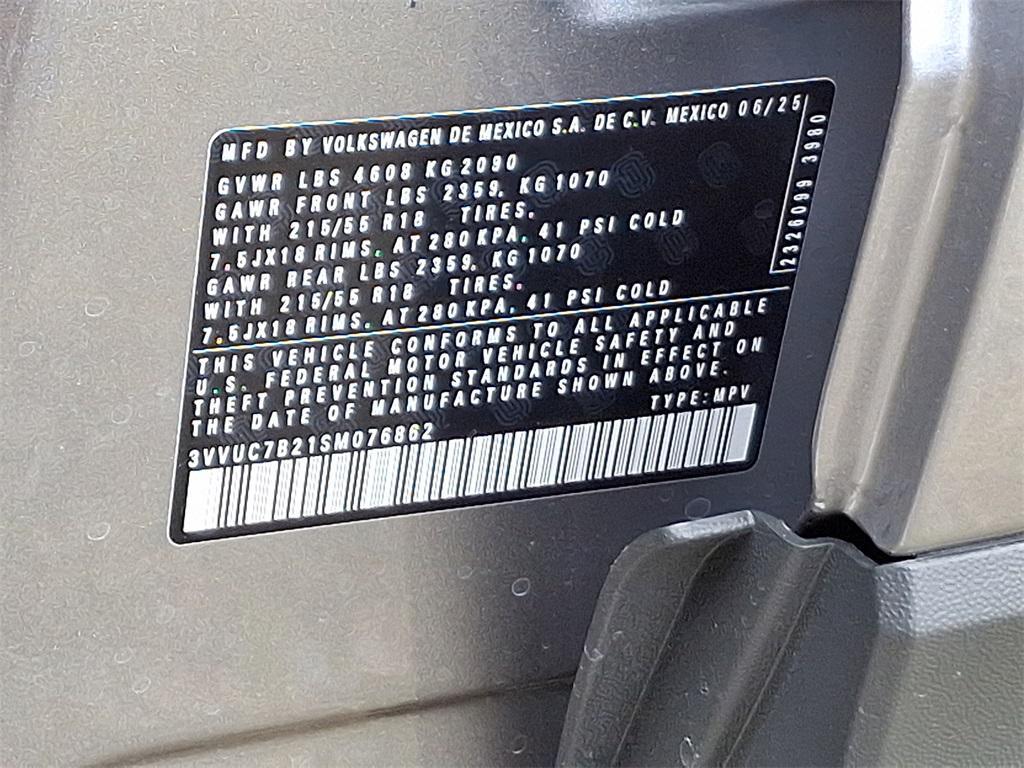 MFD BY VOLKSWAGEN DE MEXICO S.A. DE C.V. MEXICO 06/25
GVWR LBS 4608 KG 2090
GAWR FRONT LBS 2359. KG 1070
WITH 215/55 R18 TIRES.
7.5JX18 RIMS. AT 280 KPA. 41 PSI COLD
GAWR REAR LBS 2359. KG 1070
WITH 215/55 R18 TIRES.
7.5JX18 RIMS. AT 280 KPA. 41 PSI COLD
2326099 3980
THIS VEHICLE CONFORMS TO ALL APPLICABLE
U.S. FEDERAL MOTOR VEHICLE SAFETY AND
THEFT PREVENTION STANDARDS IN EFFECT ON
THE DATE OF MANUFACTURE SHOWN ABOVE.
TYPE: MPV
3VVUC7B21SM076862